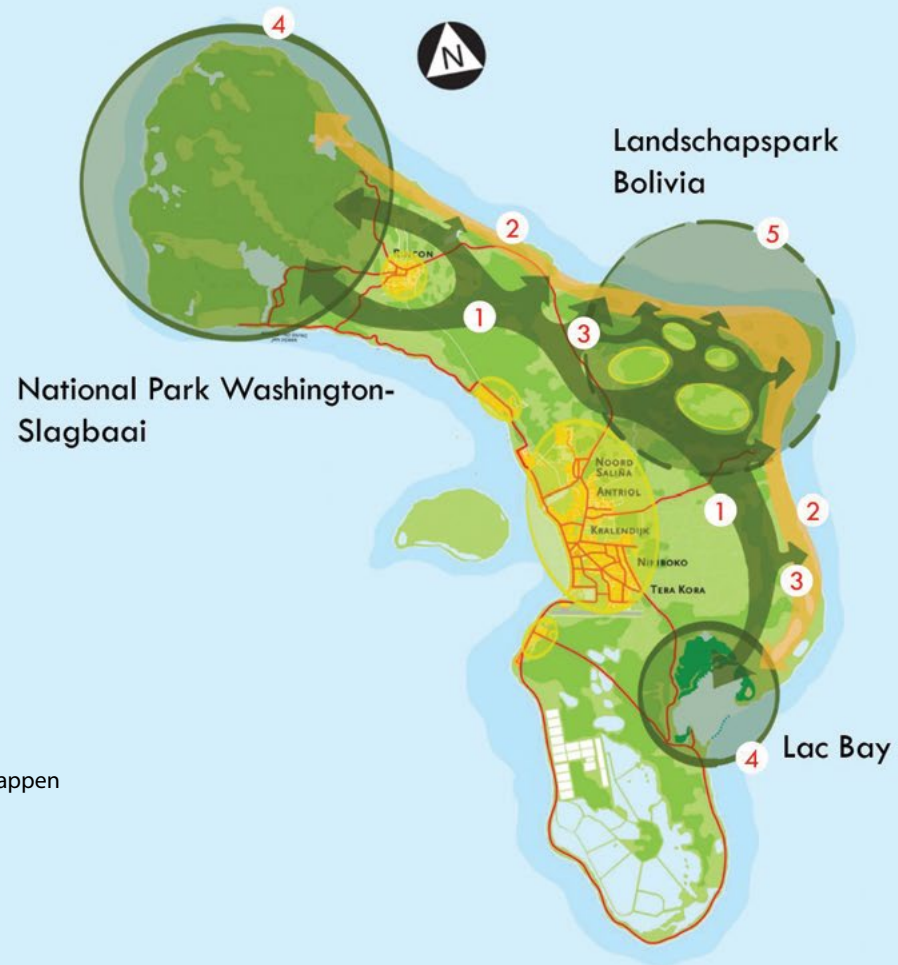 4
N
Landschapspark
Bolivia
5
2
1
3
National Park Washington-
Slagbaai
Noord
Saliña
Antriol
Kralendijk
Nikiboko
Tera Kora
1
2
3
4
Lac Bay
appen